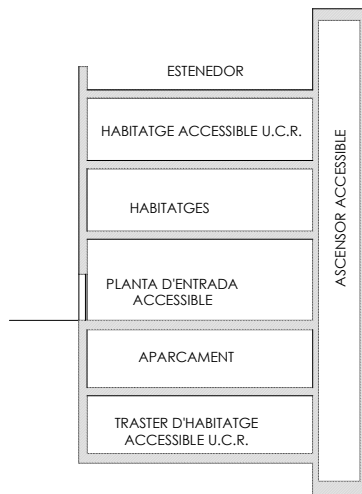 ESTENEDOR
HABITATGE ACCESSIBLE U.C.R.
HABITATGES
PLANTA D'ENTRADA
ACCESSIBLE
APARCAMENT
TRASTER D'HABITATGE
ACCESSIBLE U.C.R.
ASCENSOR ACCESSIBLE